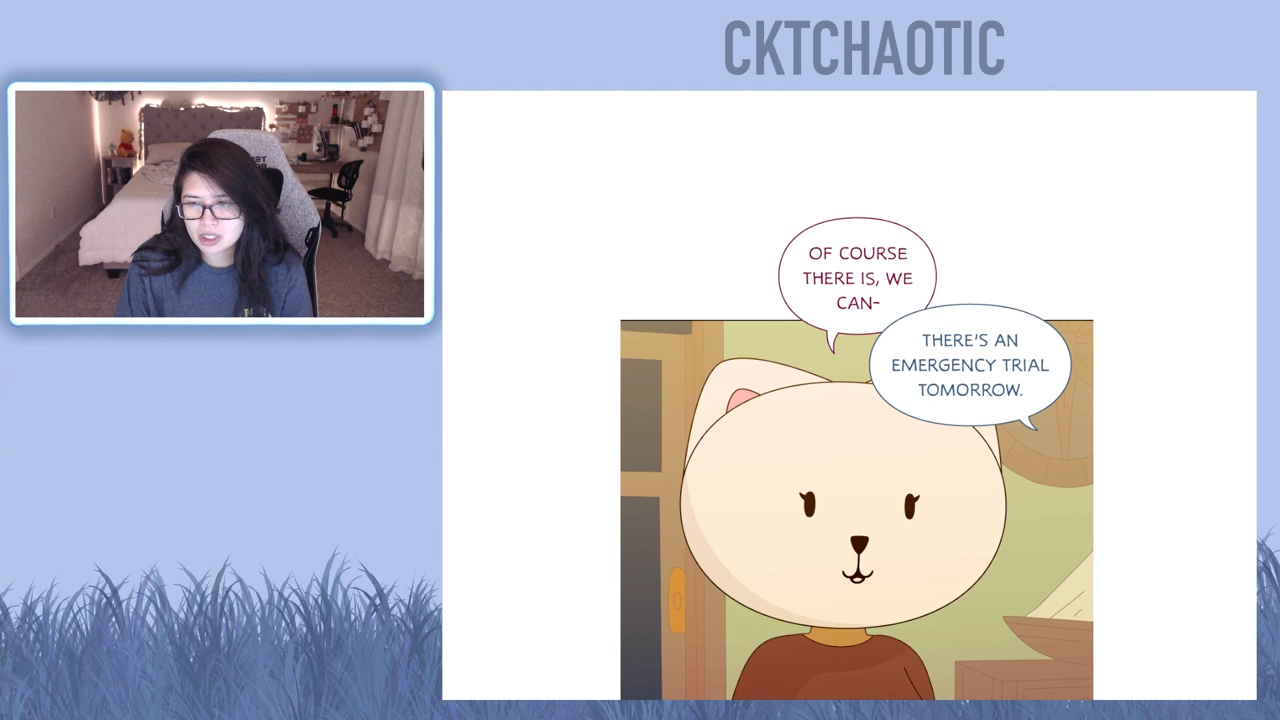 CKTCHAOTIC
OF COURSE
THERE IS, WE
CAN-
THERE'S AN
EMERGENCY TRIAL
TOMORROW.